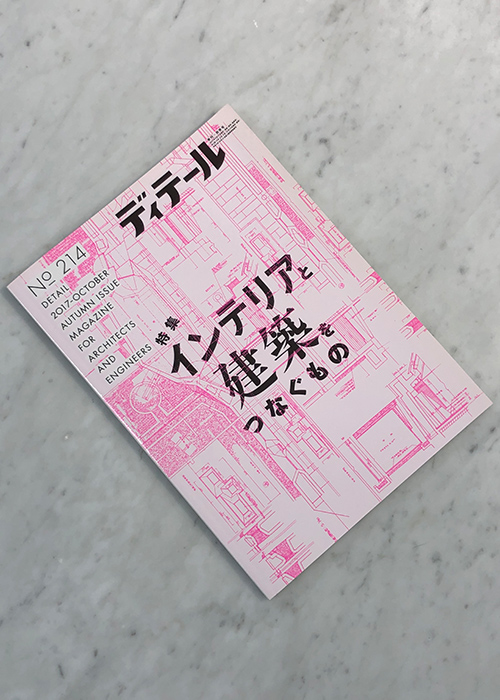 ディテール
No 214
DETAIL
2017-OCTOBER
AUTUMN ISSUE
MAGAZINE
FOR
ARCHITECTS
AND
ENGINEERS
特集
インテリアと
建築を
つなぐもの